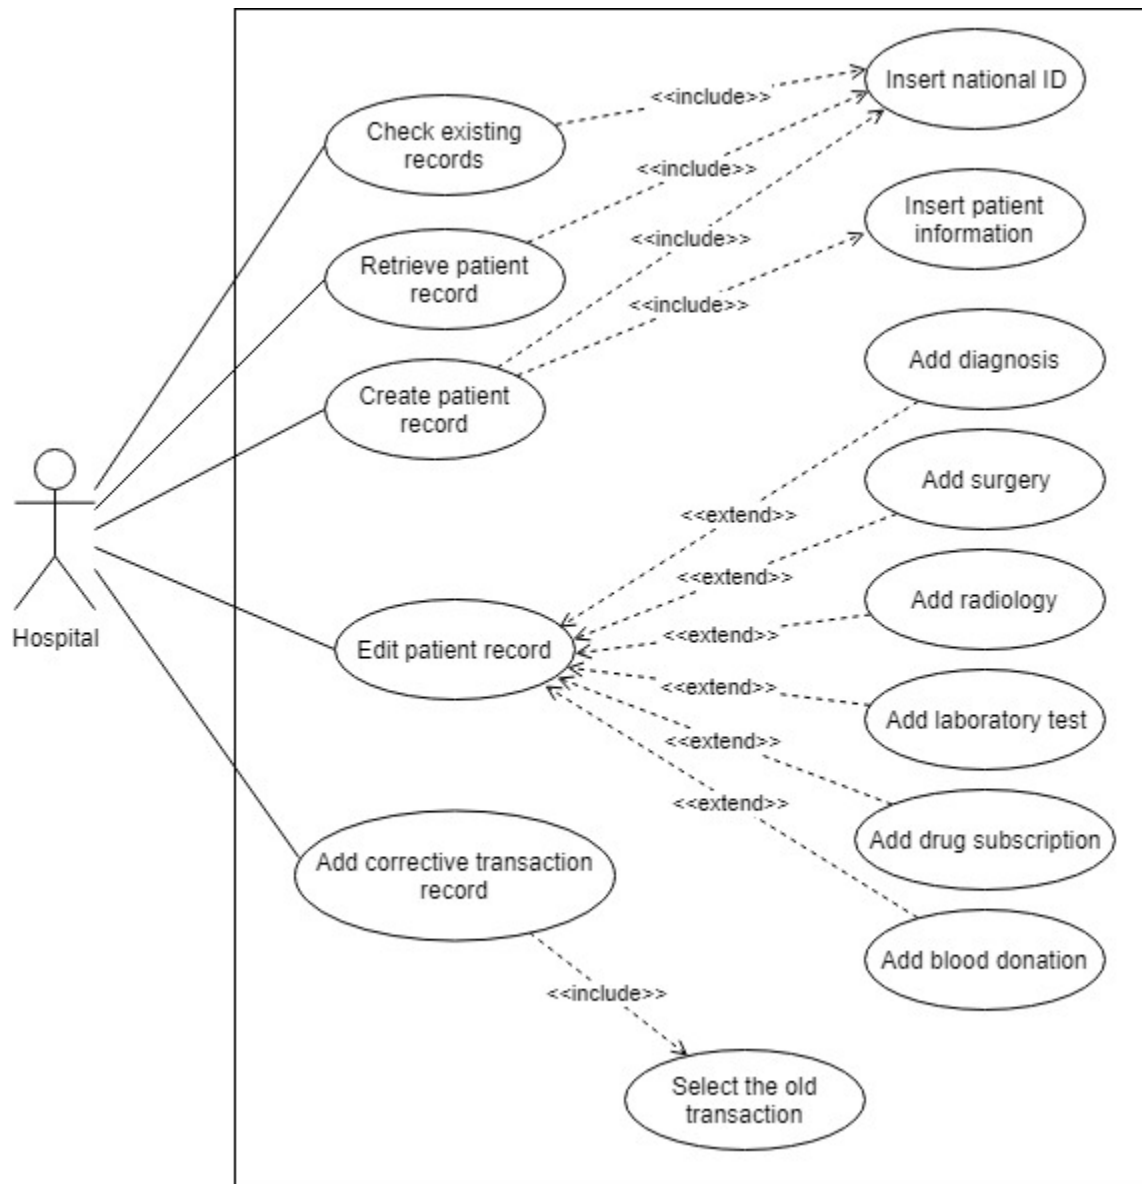 Insert national ID
<<include>>
Check existing
records
<<include>>
Insert patient
information
<<include>>
Retrieve patient
record
<<include>>
Add diagnosis
Create patient
record
Add surgery
<<extend>>
<<extend>>
Add radiology
<<extend>>
Hospital
Edit patient record
<<extend>>
Add laboratory test
<<extend>>
<<extend>>
Add drug subscription
Add corrective transaction
record
Add blood donation
<<include>>
Select the old
transaction